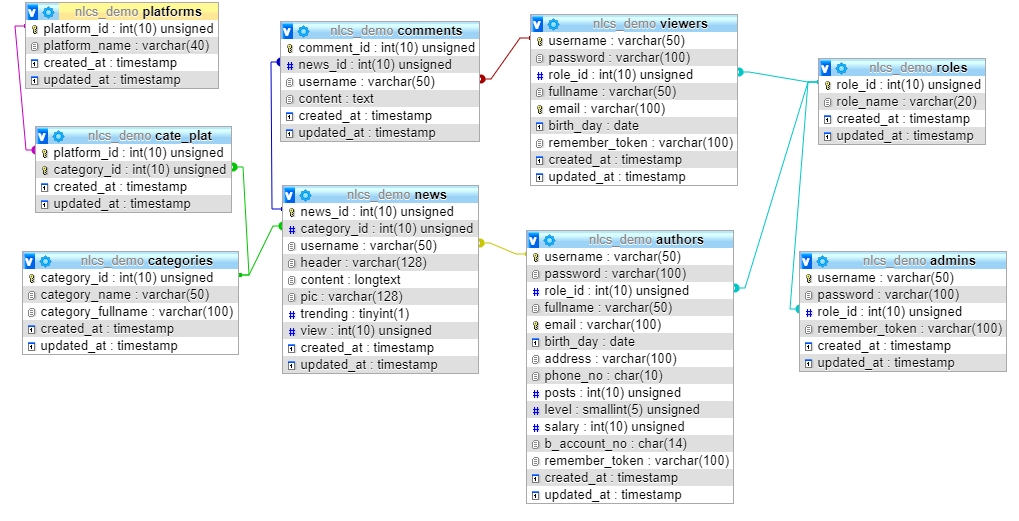 nlcs_demo platforms
platform_id : int(10) unsigned
platform_name : varchar(40)
created_at : timestamp
updated_at : timestamp
nlcs_demo cate_plat
platform_id : int(10) unsigned
category_id : int(10) unsigned
created_at : timestamp
updated_at : timestamp
nlcs_demo categories
category_id : int(10) unsigned
category_name : varchar(50)
category_fullname : varchar(100)
created_at : timestamp
updated_at : timestamp
nlcs_demo comments
comment_id : int(10) unsigned
news_id : int(10) unsigned
username : varchar(50)
content : text
created_at : timestamp
updated_at : timestamp
nlcs_demo news
news_id : int(10) unsigned
category_id : int(10) unsigned
username : varchar(50)
header : varchar(128)
content : longtext
pic : varchar(128)
trending : tinyint(1)
view : int(10) unsigned
created_at : timestamp
updated_at : timestamp
nlcs_demo viewers
username : varchar(50)
password : varchar(100)
role_id : int(10) unsigned
fullname : varchar(50)
email : varchar(100)
birth_day : date
remember_token : varchar(100)
created_at : timestamp
updated_at : timestamp
nlcs_demo authors
username : varchar(50)
password : varchar(100)
role_id : int(10) unsigned
fullname : varchar(50)
email : varchar(100)
birth_day : date
address : varchar(100)
phone_no : char(10)
posts : int(10) unsigned
level : smallint(5) unsigned
salary : int(10) unsigned
b_account_no : char(14)
remember_token : varchar(100)
created_at : timestamp
updated_at : timestamp
nlcs_demo roles
role_id : int(10) unsigned
role_name : varchar(20)
created_at : timestamp
updated_at : timestamp
nlcs_demo admins
username : varchar(50)
password : varchar(100)
role_id : int(10) unsigned
remember_token : varchar(100)
created_at : timestamp
updated_at : timestamp